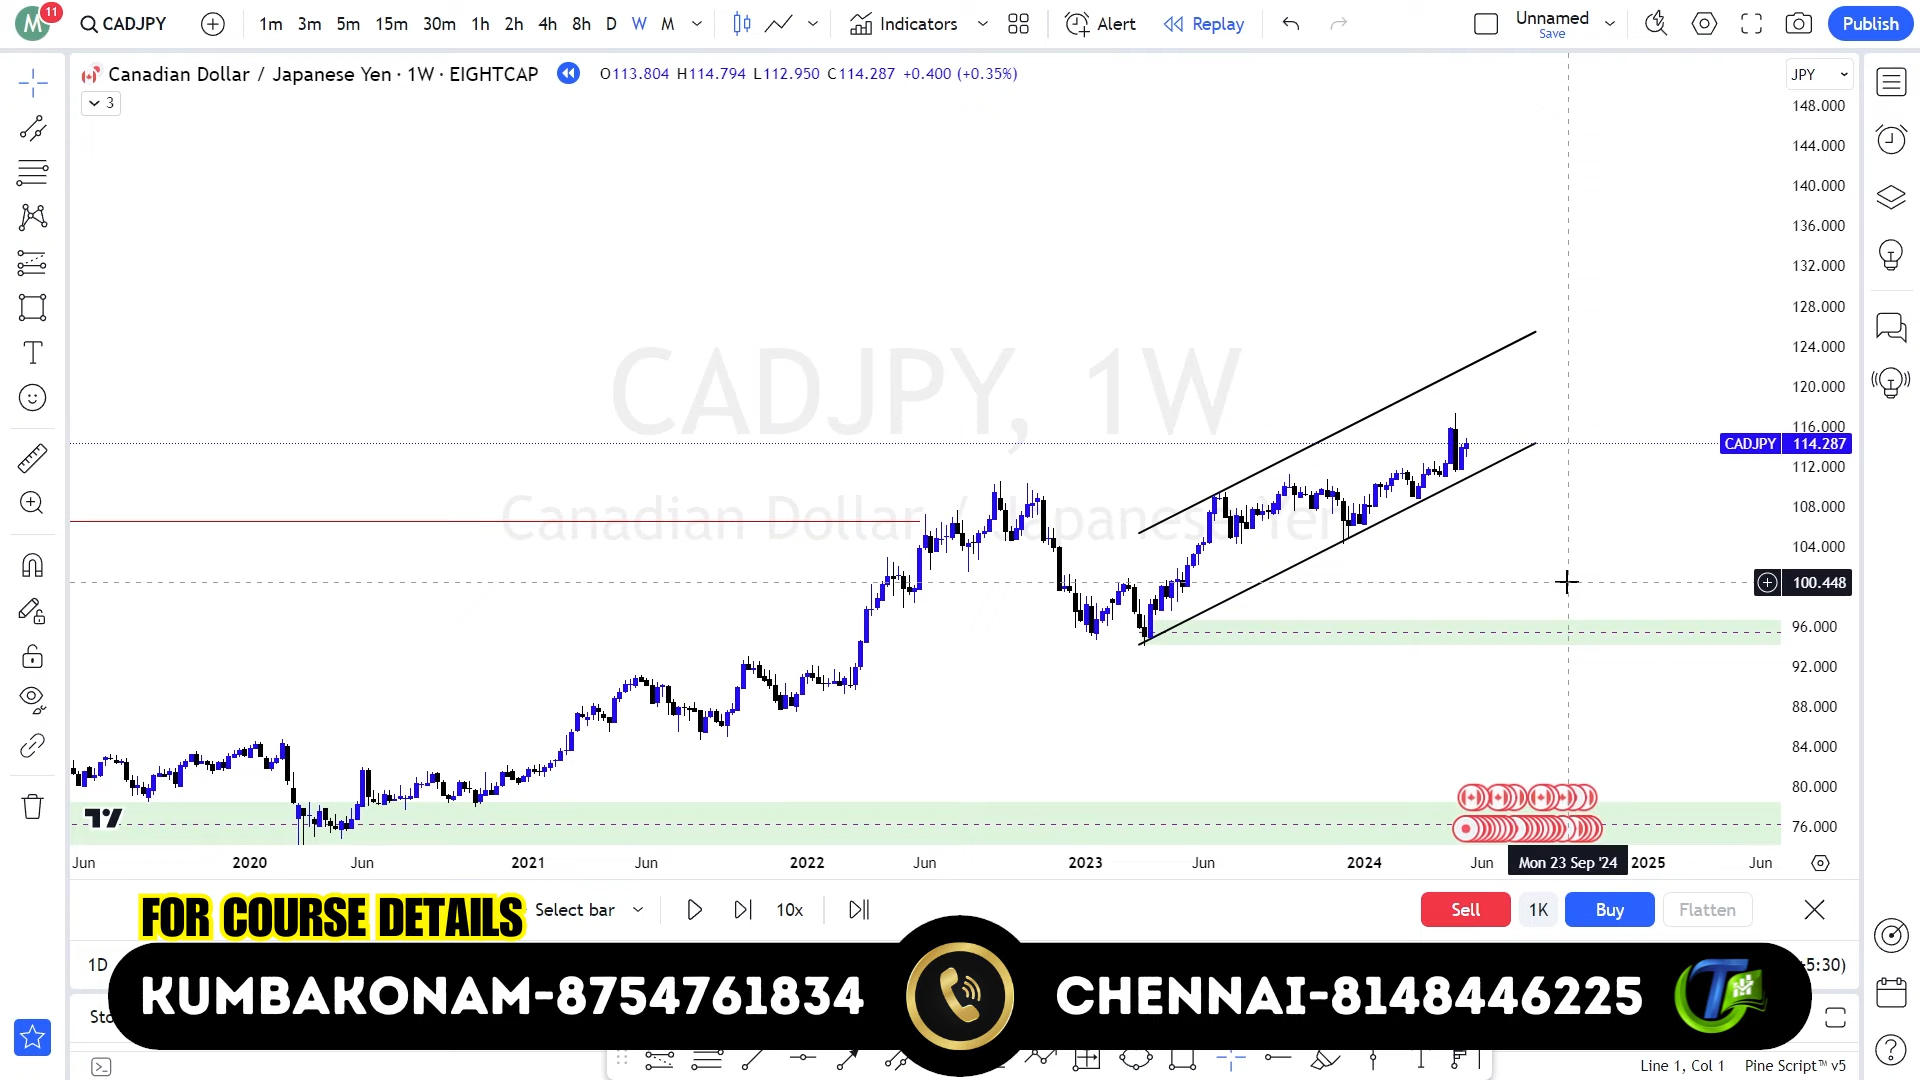 M 11 CADJPY 1m 3m 5m 15m 30m 1h 2h 4h 8h D W M Indicators Alert Replay Unnamed Save Publish
Canadian Dollar / Japanese Yen · 1W · EIGHTCAP O113.804 H114.794 L112.950 C114.287 +0.400 (+0.35%) JPY
3
148.000
144.000
140.000
136.000
132.000
128.000
124.000
120.000
116.000
CADJPY 114.287
112.000
108.000
104.000
100.448
96.000
92.000
88.000
84.000
80.000
76.000
CADJPY, 1W
Canadian Dollar / Japanese Yen
Jun 2020 Jun 2021 Jun 2022 Jun 2023 Jun 2024 Jun Mon 23 Sep '24 2025 Jun
FOR COURSE DETAILS Select bar 10x Sell 1K Buy Flatten
1D 5:30)
KUMBAKONAM-8754761834 CHENNAI-8148446225
Sto
Line 1, Col 1 Pine Script™ v5